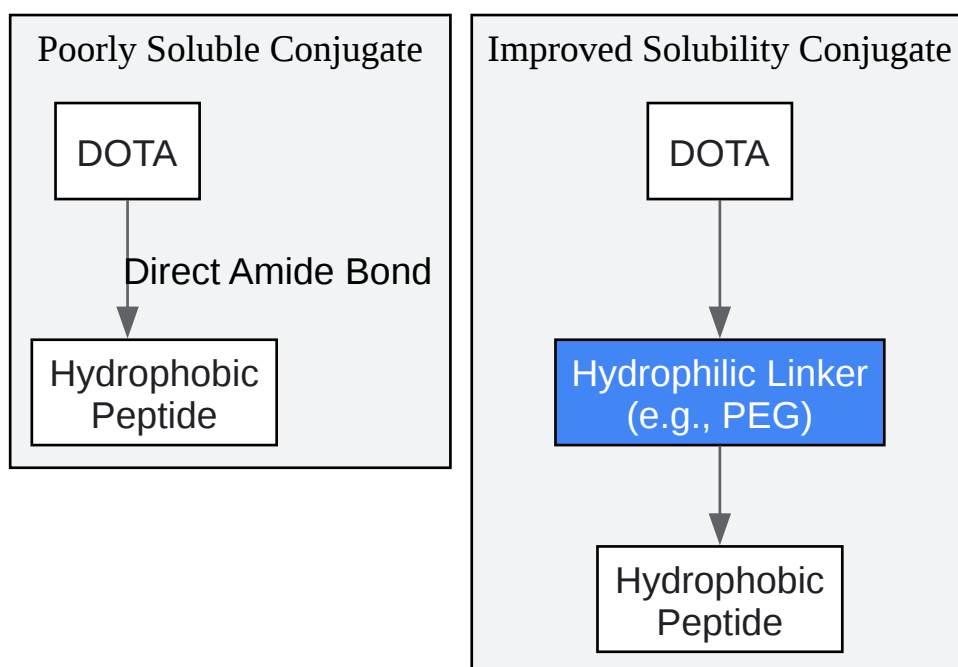 Poorly Soluble Conjugate
DOTA
Direct Amide Bond
Hydrophobic
Peptide
Improved Solubility Conjugate
DOTA
Hydrophilic Linker
(e.g., PEG)
Hydrophobic
Peptide